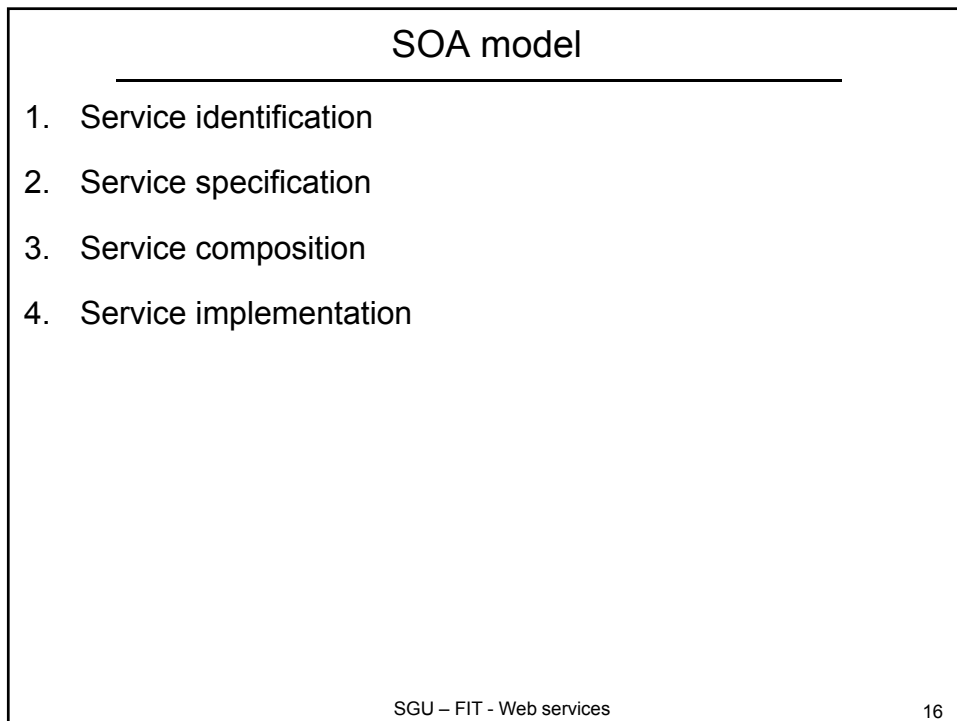 SOA model
1. Service identification
2. Service specification
3. Service composition
4. Service implementation
SGU – FIT - Web services
16